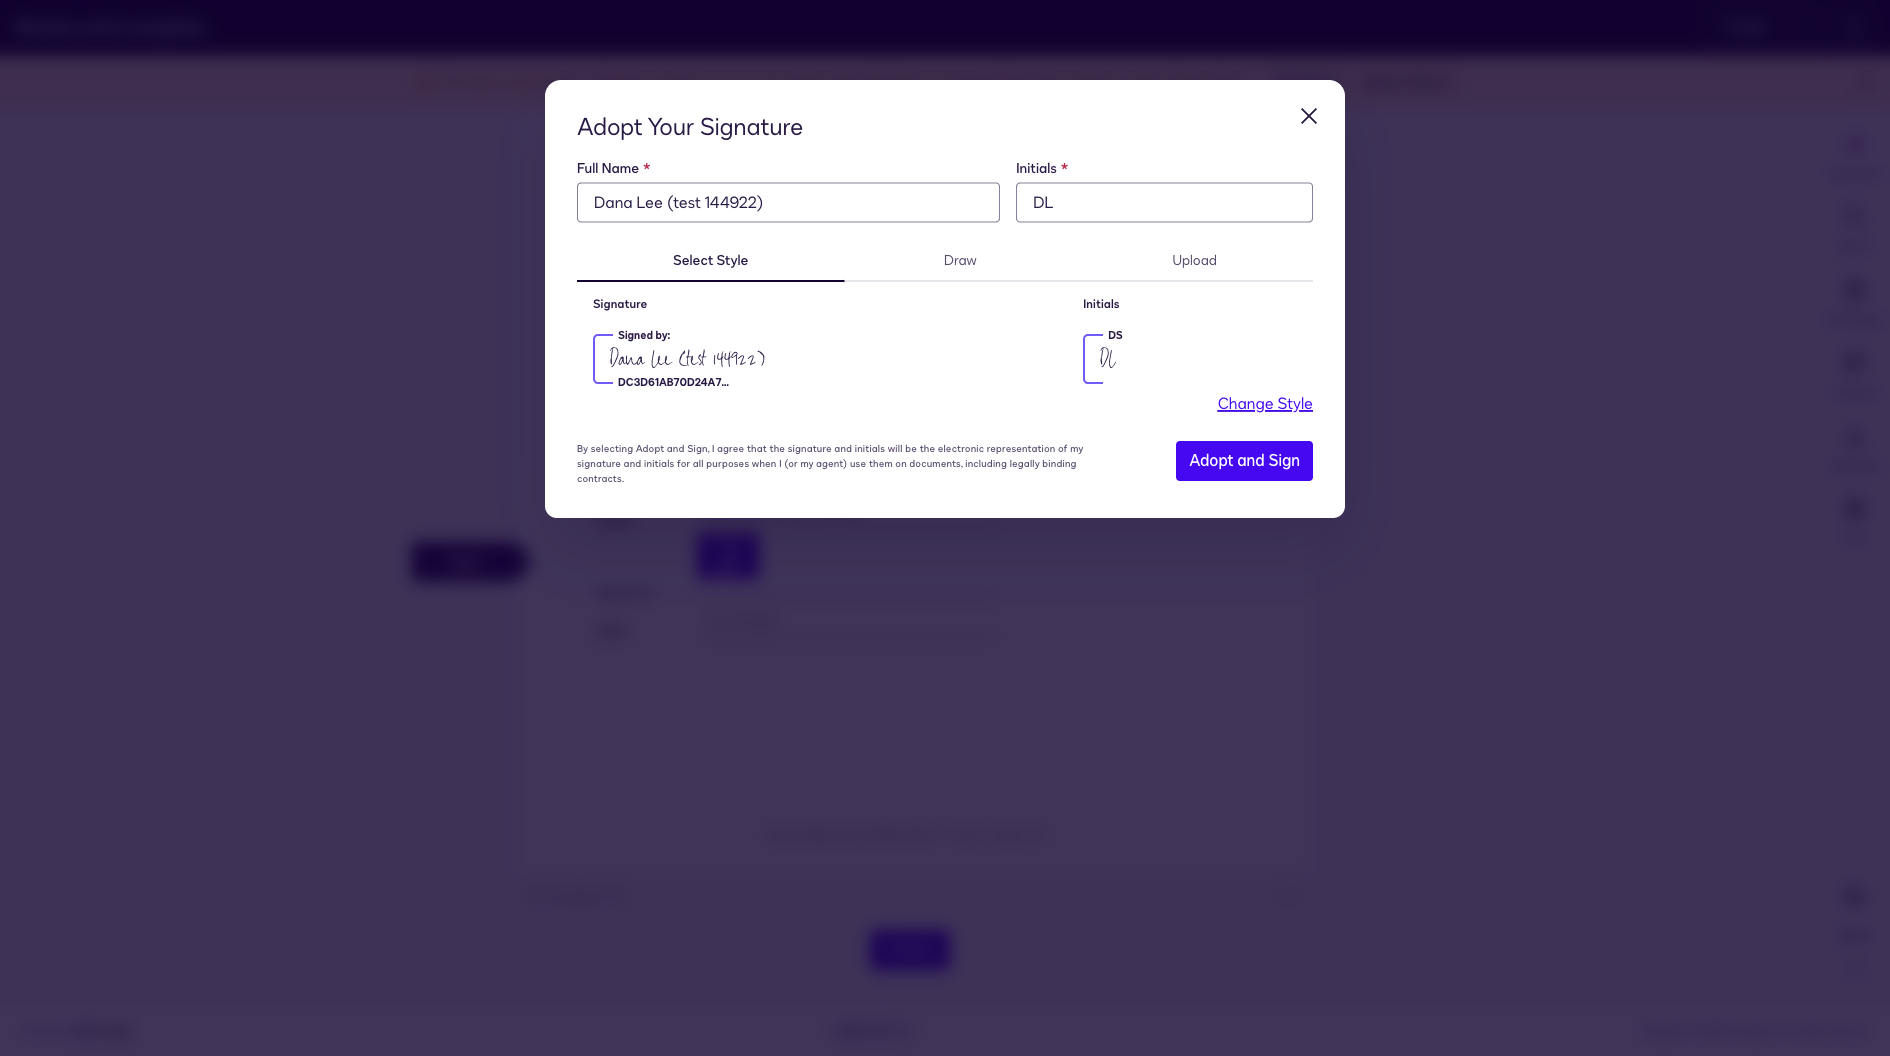 Adopt Your Signature
Full Name *
Initials *
Dana Lee (test 144922)
DL
Select Style
Draw
Upload
Signature
Initials
Signed by:
DS
Dana Lee (test 144922)
DL
DC3D61AB70D24A7...
Change Style
By selecting Adopt and Sign, I agree that the signature and initials will be the electronic representation of my
signature and initials for all purposes when I (or my agent) use them on documents, including legally binding
contracts.
Adopt and Sign